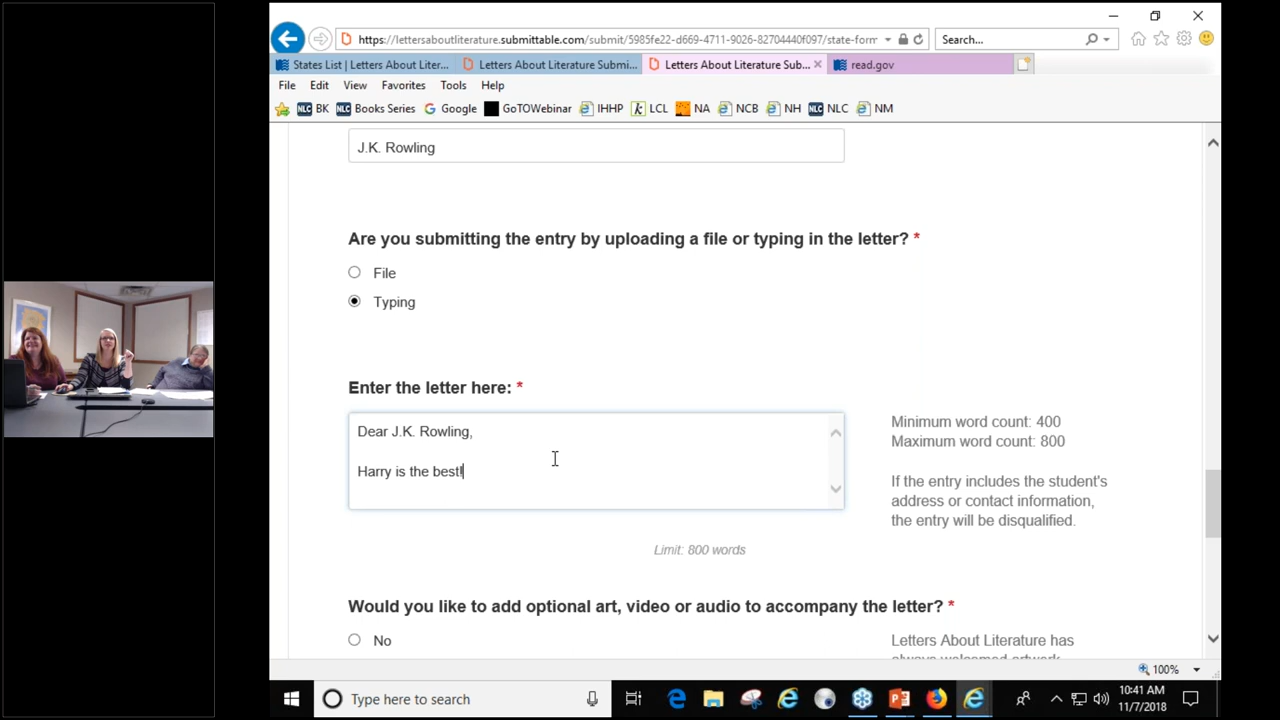 https://lettersaboutliterature.submittable.com/submit/5985fe22-d669-4711-9026-82704440f097/state-form
Search...
States List | Letters About Liter...
Letters About Literature Submi...
Letters About Literature Sub...
read.gov
File Edit View Favorites Tools Help
NLC BK NLC Books Series G Google GoTOWebinar IHHP k LCL NA NCB NH NLC NLC NM
J.K. Rowling
Are you submitting the entry by uploading a file or typing in the letter? *
File
Typing
Enter the letter here: *
Dear J.K. Rowling,
Harry is the best!
Minimum word count: 400
Maximum word count: 800
If the entry includes the student's
address or contact information,
the entry will be disqualified.
Limit: 800 words
Would you like to add optional art, video or audio to accompany the letter? *
No
Letters About Literature has
always welcomed artwork
100%
Type here to search
10:41 AM
11/7/2018